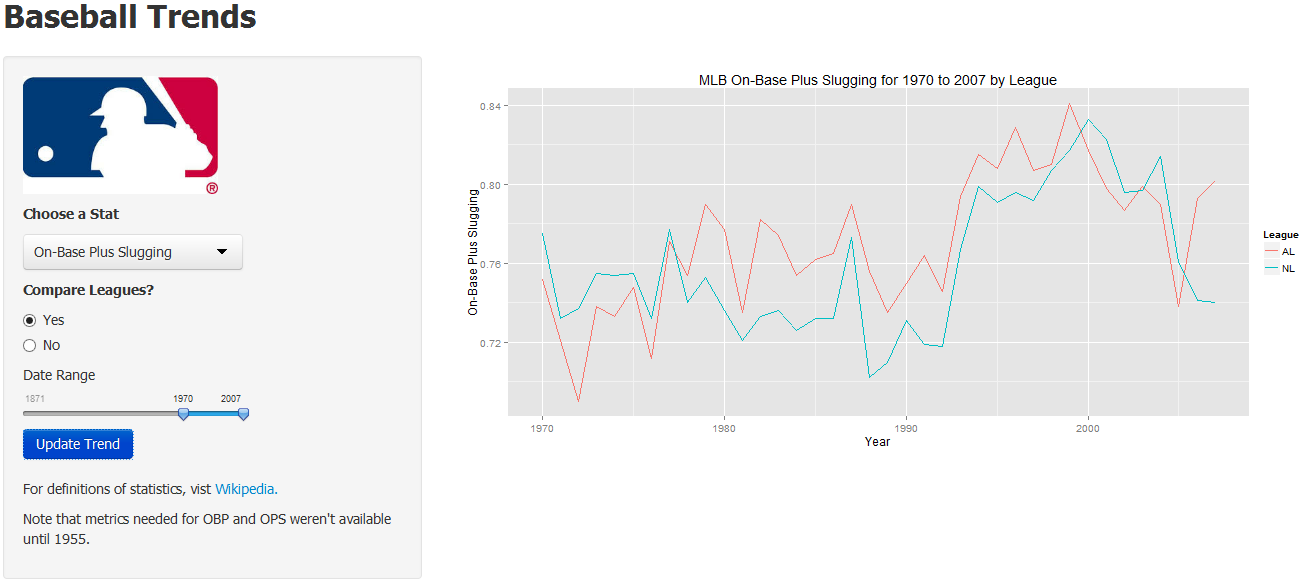 Baseball Trends
®
Choose a Stat
On-Base Plus Slugging
Compare Leagues?
Yes
No
Date Range
1871 1970 2007
Update Trend
For definitions of statistics, vist Wikipedia.
Note that metrics needed for OBP and OPS weren't available
until 1955.
MLB On-Base Plus Slugging for 1970 to 2007 by League
On-Base Plus Slugging
0.84
0.80
0.76
0.72
1970 1980 1990 2000
Year
League
AL
NL